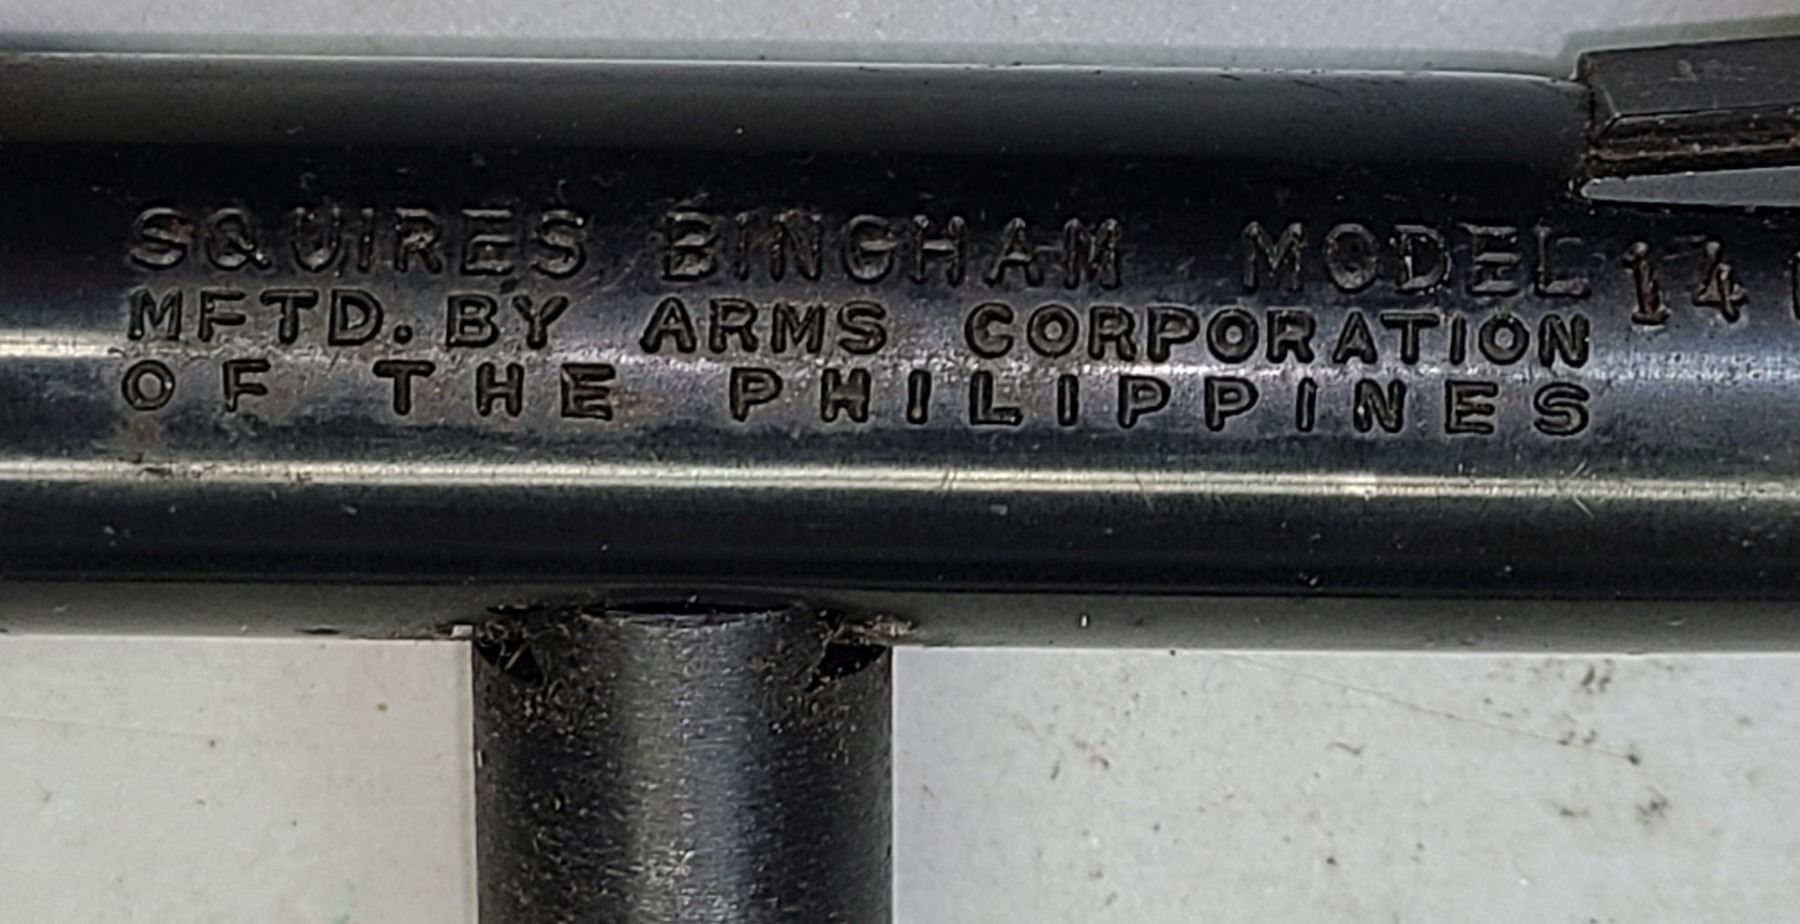 SQUIRES BINGHAM MODEL 14
MFTD. BY ARMS CORPORATION
OF THE PHILIPPINES